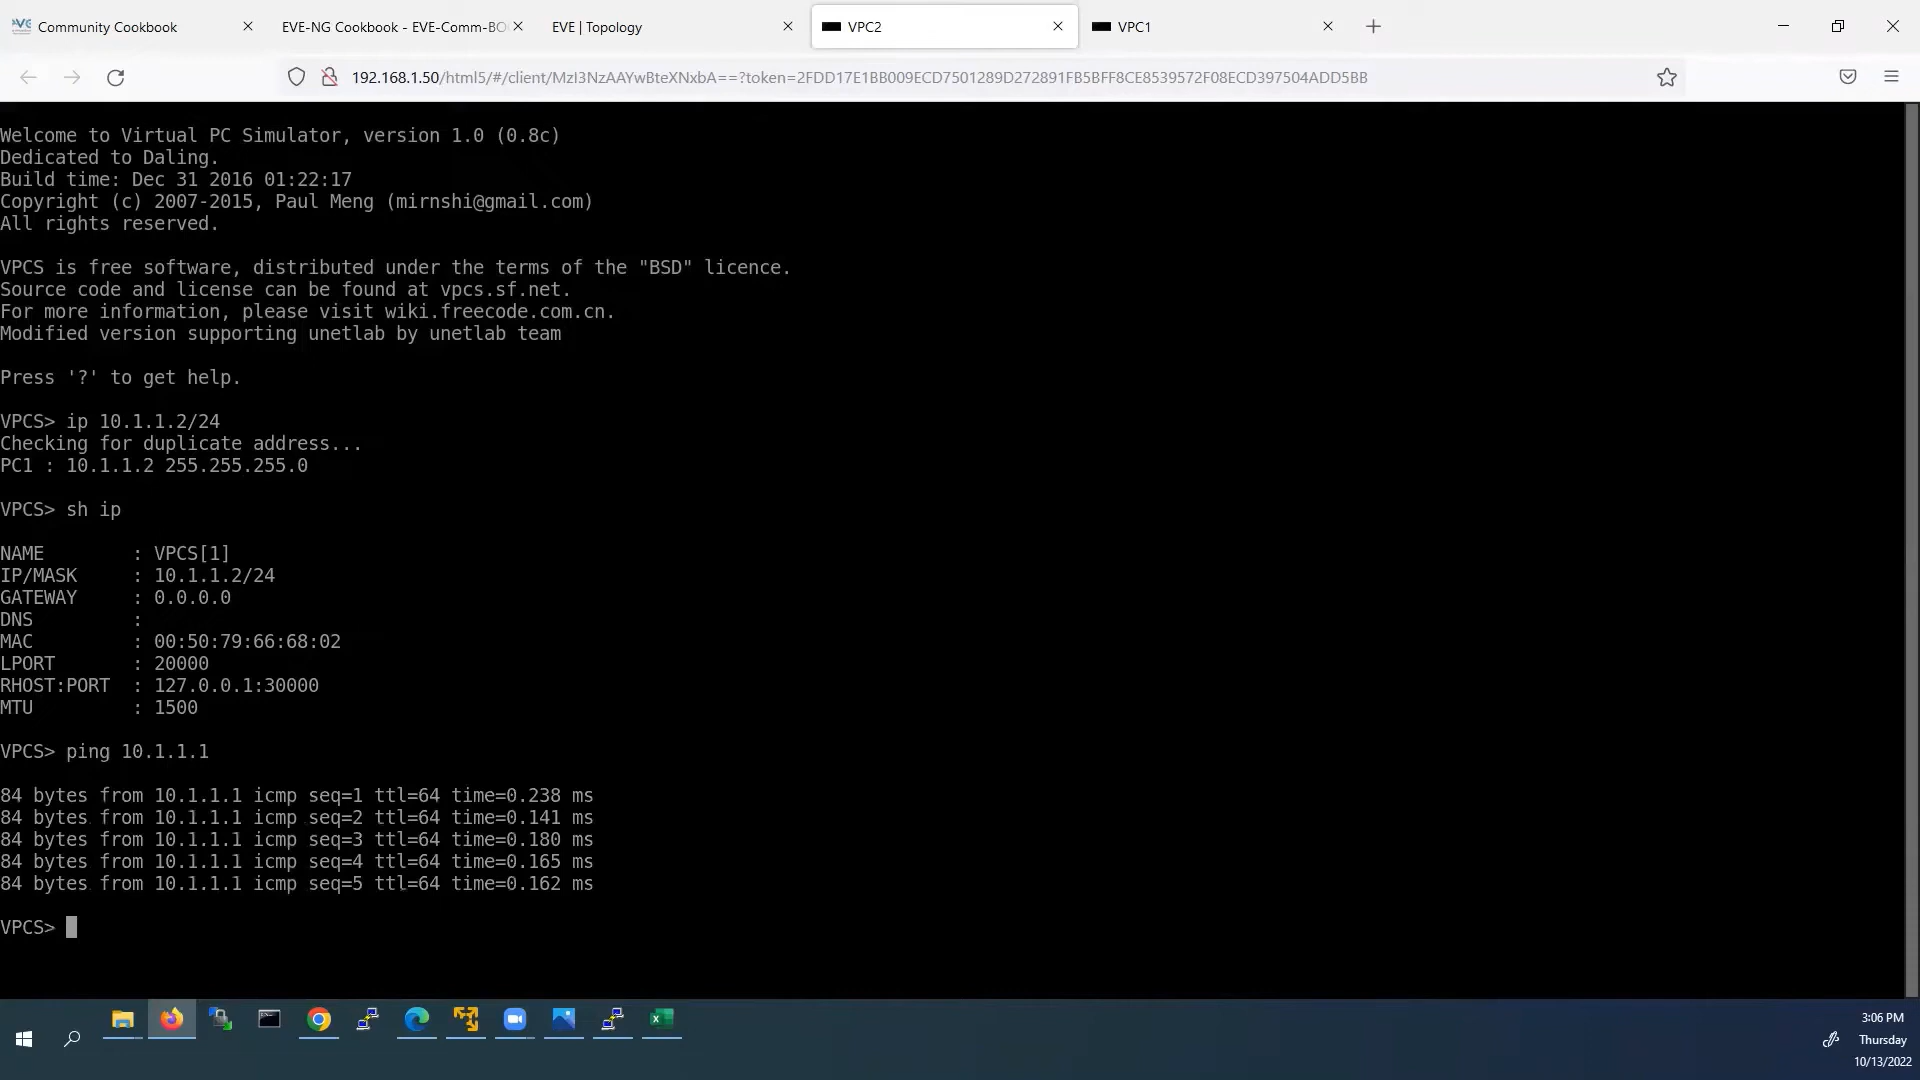 Community Cookbook
EVE-NG Cookbook - EVE-Comm-BO
EVE | Topology
VPC2
VPC1
192.168.1.50/html5/#/client/MzI3NzAAYwBteXNxbA==?token=2FDD17E1BB009ECD7501289D272891FB5BFF8CE8539572F08ECD397504ADD5BB
Welcome to Virtual PC Simulator, version 1.0 (0.8c)
Dedicated to Daling.
Build time: Dec 31 2016 01:22:17
Copyright (c) 2007-2015, Paul Meng (mirnshi@gmail.com)
All rights reserved.
VPCS is free software, distributed under the terms of the "BSD" licence.
Source code and license can be found at vpcs.sf.net.
For more information, please visit wiki.freecode.com.cn.
Modified version supporting unetlab by unetlab team
Press '?' to get help.
VPCS> ip 10.1.1.2/24
Checking for duplicate address...
PC1 : 10.1.1.2 255.255.255.0
VPCS> sh ip
NAME : VPCS[1]
IP/MASK : 10.1.1.2/24
GATEWAY : 0.0.0.0
DNS :
MAC : 00:50:79:66:68:02
LPORT : 20000
RHOST:PORT : 127.0.0.1:30000
MTU : 1500
VPCS> ping 10.1.1.1
84 bytes from 10.1.1.1 icmp_seq=1 ttl=64 time=0.238 ms
84 bytes from 10.1.1.1 icmp_seq=2 ttl=64 time=0.141 ms
84 bytes from 10.1.1.1 icmp_seq=3 ttl=64 time=0.180 ms
84 bytes from 10.1.1.1 icmp_seq=4 ttl=64 time=0.165 ms
84 bytes from 10.1.1.1 icmp_seq=5 ttl=64 time=0.162 ms
VPCS>
3:06 PM
Thursday
10/13/2022